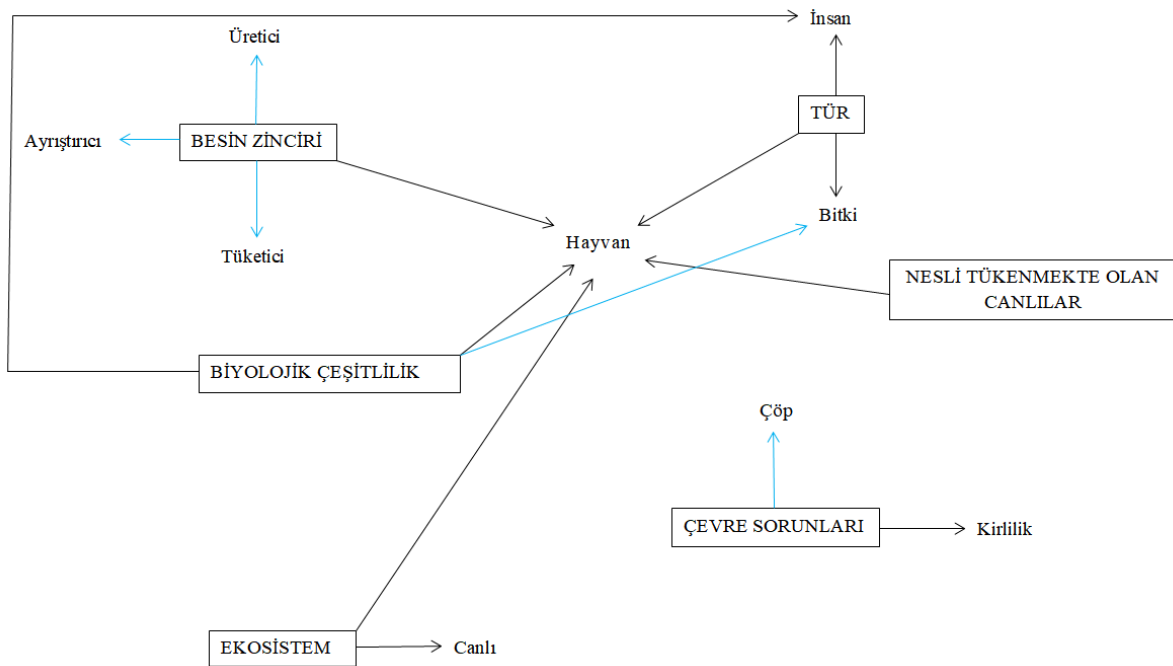 İnsan
Üretici
TÜR
Ayrıştırıcı
BESİN ZİNCİRİ
Bitki
Hayvan
Tüketici
NESLİ TÜKENMEKTE OLAN
CANLILAR
BİYOLOJİK ÇEŞİTLİLİK
Çöp
ÇEVRE SORUNLARI
Kirlilik
EKOSİSTEM
Canlı